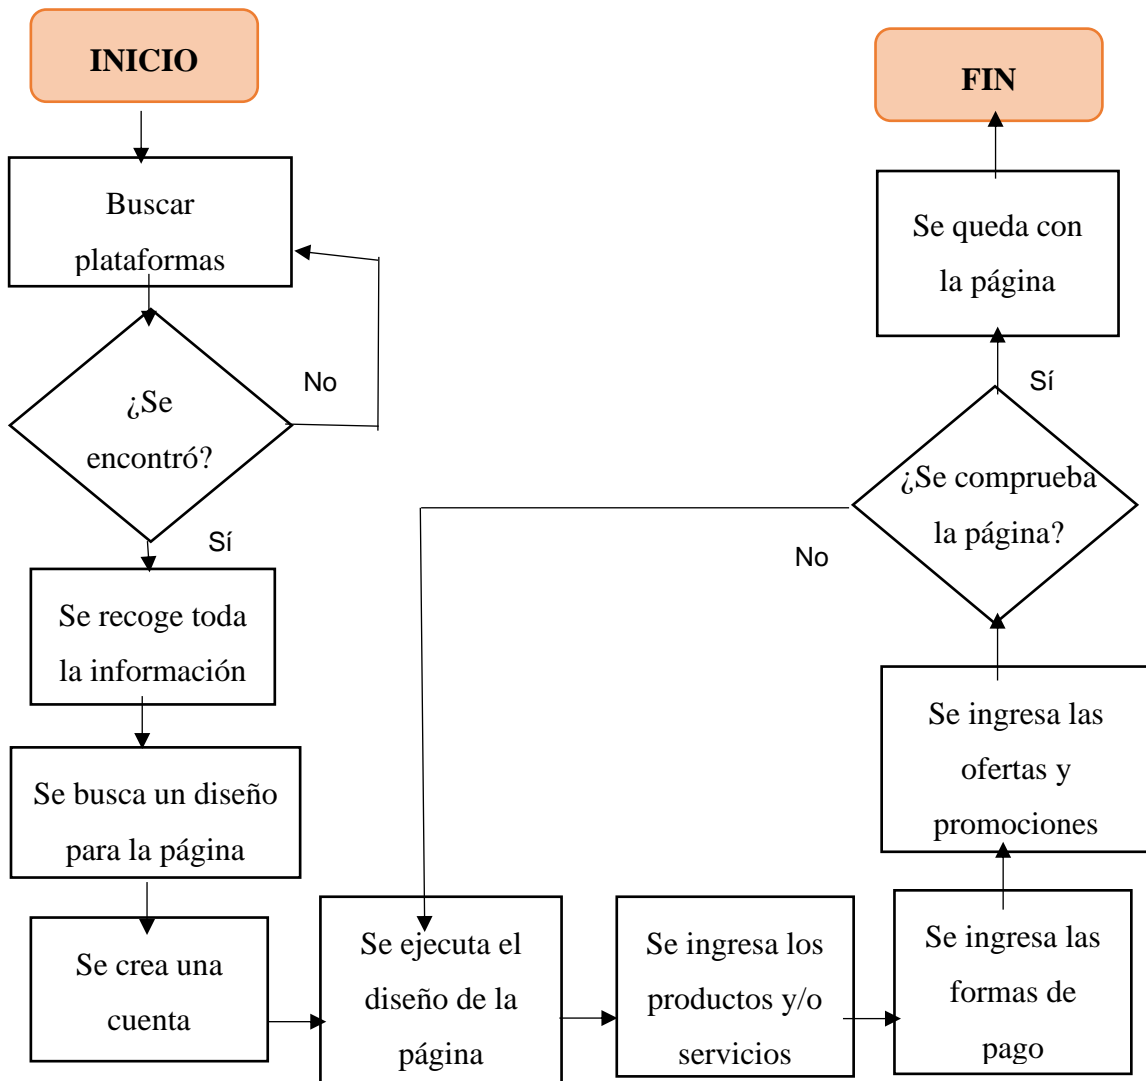 INICIO
Buscar
plataformas
¿Se
encontró?
No
Sí
Se recoge toda
la información
Se busca un diseño
para la página
Se crea una
cuenta
Se ejecuta el
diseño de la
página
Se ingresa los
productos y/o
servicios
Se ingresa las
formas de
pago
Se ingresa las
ofertas y
promociones
¿Se comprueba
la página?
No
Sí
Se queda con
la página
FIN